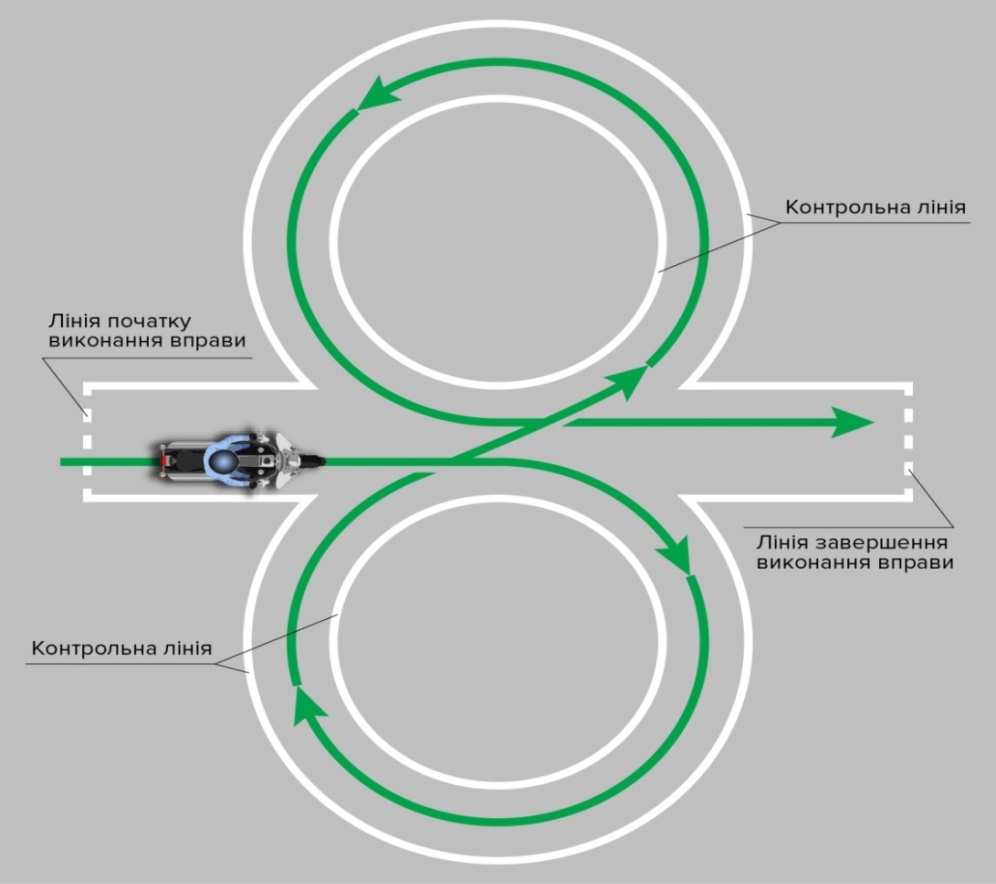 Контрольна лінія
Лінія початку
виконання вправи
Лінія завершення
виконання вправи
Контрольна лінія